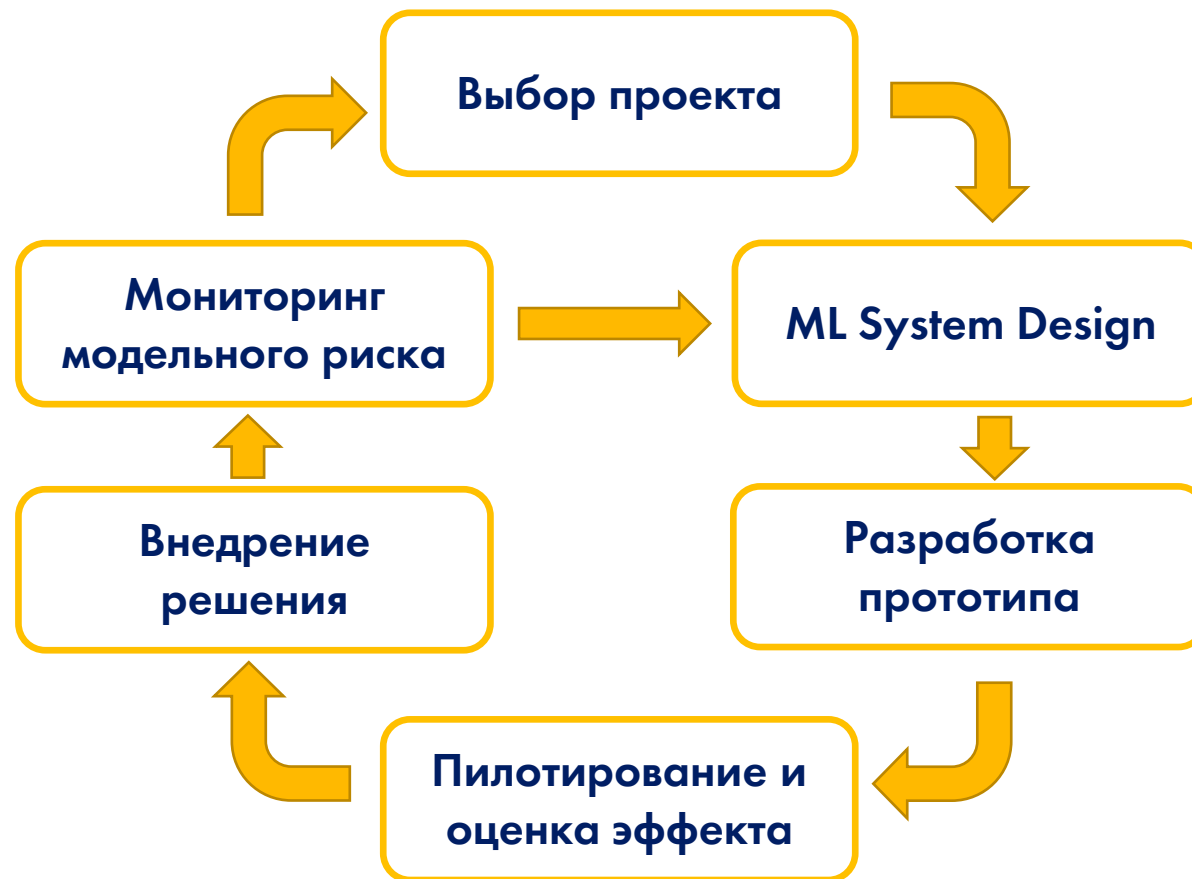 Выбор проекта
Мониторинг
модельного риска
ML System Design
Внедрение
решения
Разработка
прототипа
Пилотирование и
оценка эффекта